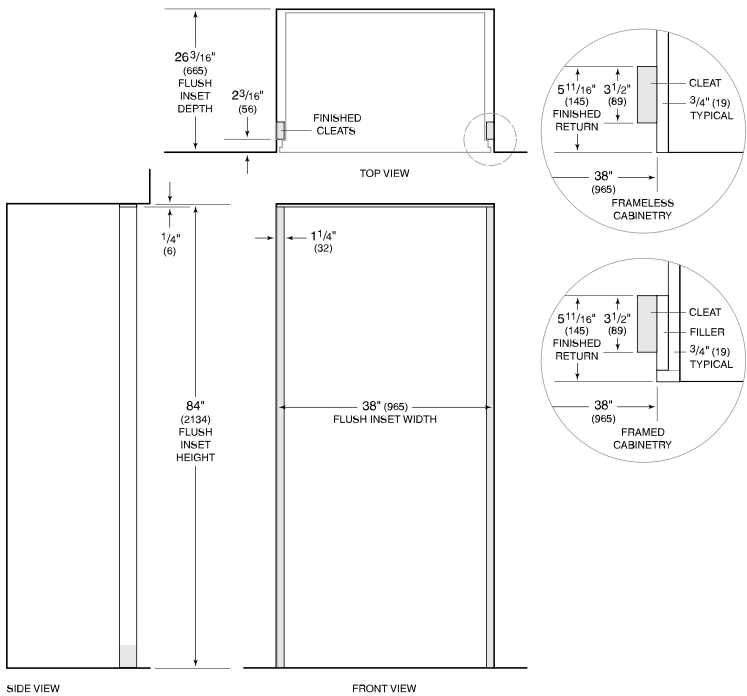 26 3/16"
(665)
FLUSH
INSET
DEPTH
2 3/16"
(56)
FINISHED
CLEATS
TOP VIEW
5 11/16"
(145)
FINISHED
RETURN
3 1/2"
(89)
CLEAT
3/4" (19)
TYPICAL
38"
(965)
FRAMELESS
CABINETRY
1/4"
(6)
1 1/4"
(32)
5 11/16"
(145)
FINISHED
RETURN
3 1/2"
(89)
CLEAT
FILLER
3/4" (19)
TYPICAL
38"
(965)
FRAMED
CABINETRY
84"
(2134)
FLUSH
INSET
HEIGHT
38" (965)
FLUSH INSET WIDTH
SIDE VIEW
FRONT VIEW